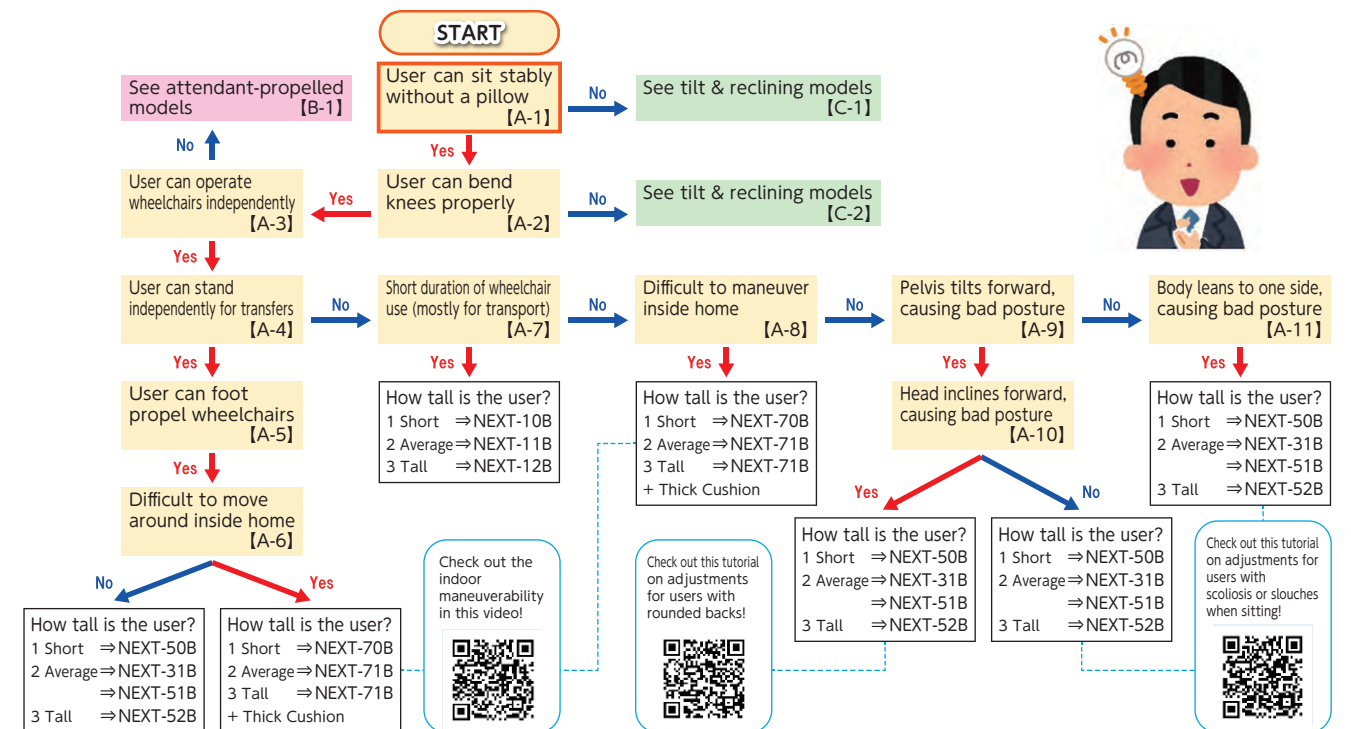 START
User can sit stably
without a pillow
【A-1】
No
See tilt & reclining models
【C-1】
See attendant-propelled
models 【B-1】
Yes
No
User can bend
knees properly
【A-2】
No
See tilt & reclining models
【C-2】
Yes
User can operate
wheelchairs independently
【A-3】
Yes
User can stand
independently for transfers
【A-4】
No
Short duration of wheelchair
use (mostly for transport)
【A-7】
No
Difficult to maneuver
inside home
【A-8】
No
Pelvis tilts forward,
causing bad posture
【A-9】
No
Body leans to one side,
causing bad posture
【A-11】
Yes
Yes
Yes
Yes
Yes
User can foot
propel wheelchairs
【A-5】
How tall is the user?
1 Short ⇒NEXT-10B
2 Average⇒NEXT-11B
3 Tall ⇒NEXT-12B
How tall is the user?
1 Short ⇒NEXT-70B
2 Average⇒NEXT-71B
3 Tall ⇒NEXT-71B
+ Thick Cushion
Head inclines forward,
causing bad posture
【A-10】
How tall is the user?
1 Short ⇒NEXT-50B
2 Average⇒NEXT-31B
⇒NEXT-51B
3 Tall ⇒NEXT-52B
Yes
Difficult to move
around inside home
【A-6】
Yes
No
How tall is the user?
1 Short ⇒NEXT-50B
2 Average⇒NEXT-31B
⇒NEXT-51B
3 Tall ⇒NEXT-52B
How tall is the user?
1 Short ⇒NEXT-50B
2 Average⇒NEXT-31B
⇒NEXT-51B
3 Tall ⇒NEXT-52B
No
Yes
How tall is the user?
1 Short ⇒NEXT-50B
2 Average⇒NEXT-31B
⇒NEXT-51B
3 Tall ⇒NEXT-52B
How tall is the user?
1 Short ⇒NEXT-70B
2 Average⇒NEXT-71B
3 Tall ⇒NEXT-71B
+ Thick Cushion
Check out the
indoor
maneuverability
in this video!
Check out this tutorial
on adjustments
for users with
rounded backs!
Check out this tutorial
on adjustments for
users with
scoliosis or slouches
when sitting!